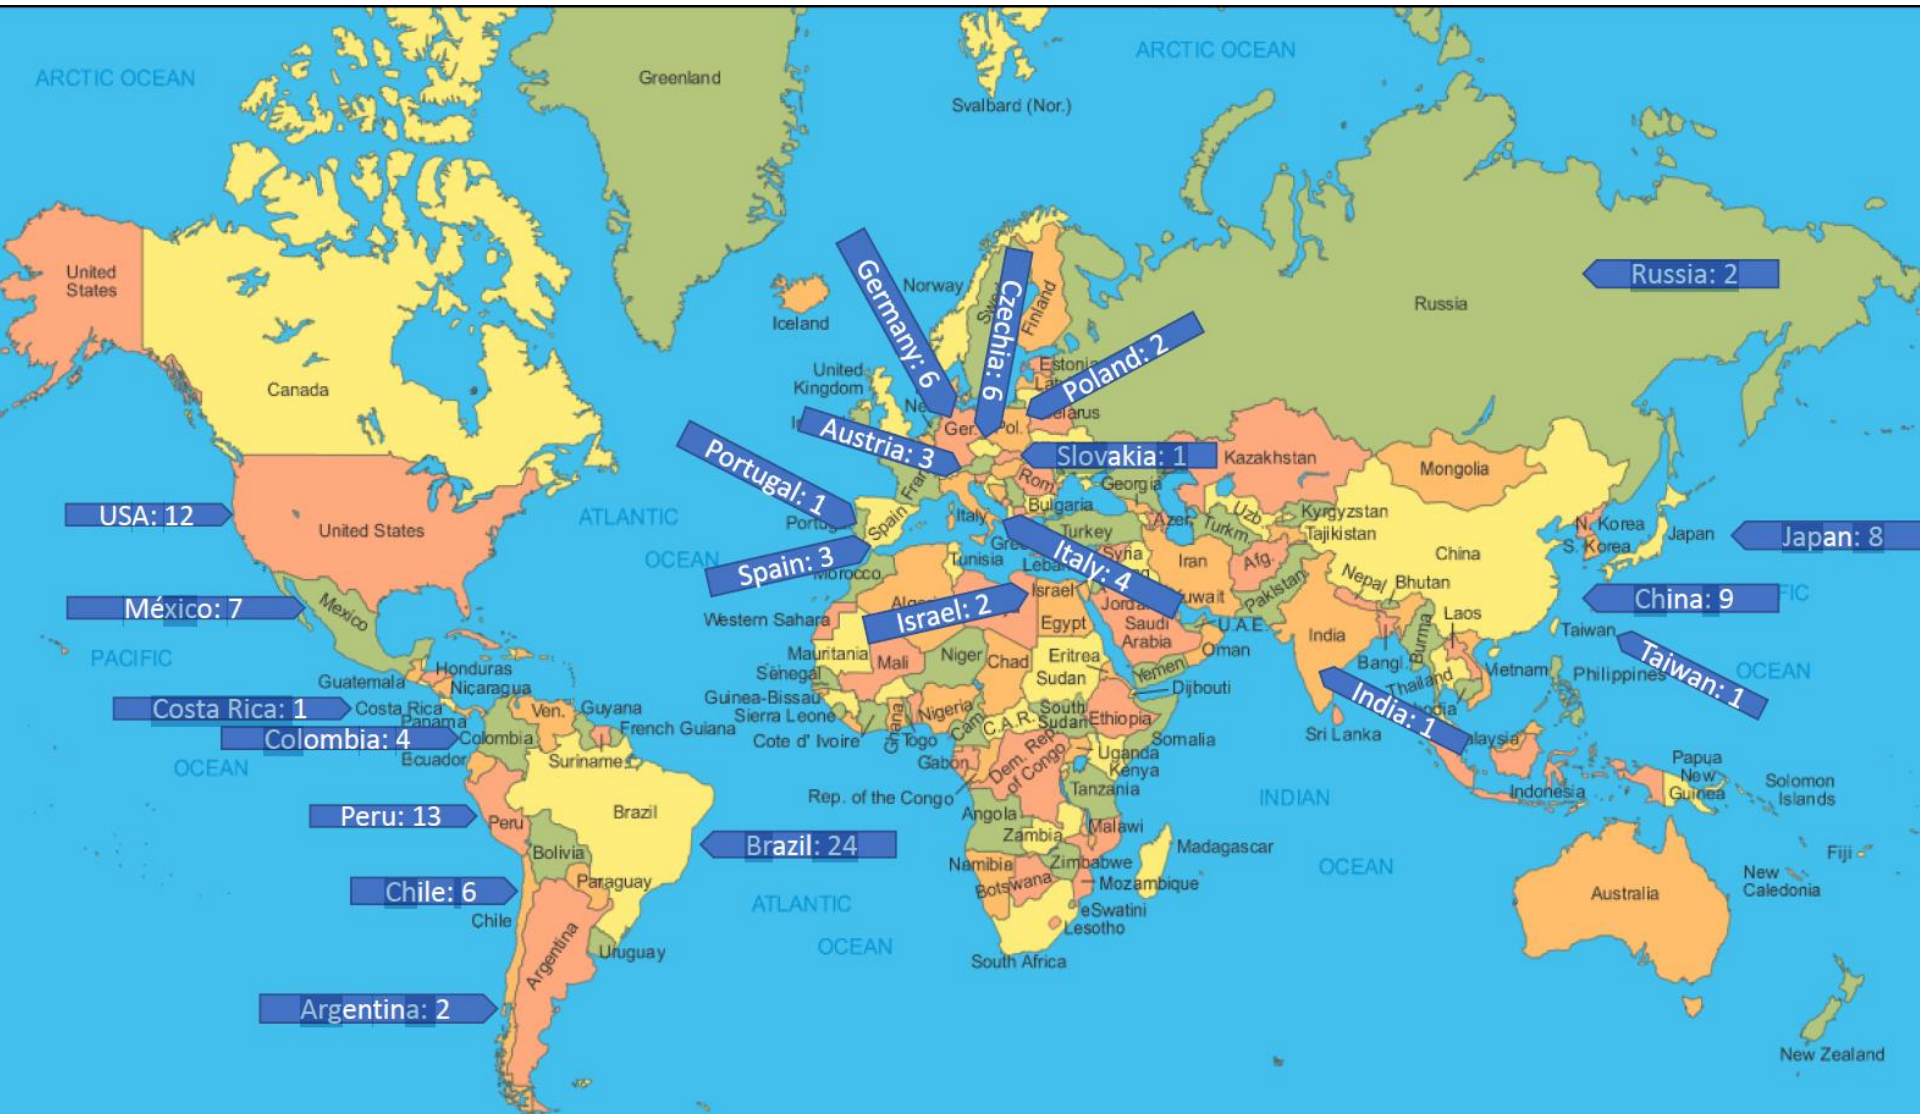 ARCTIC OCEAN
ARCTIC OCEAN
Greenland
Svalbard (Nor.)
United
States
Canada
Iceland
Norway
Finland
Russia
Russia: 2
Germany: 6
Czechia: 6
Poland: 2
Estonia
United
Kingdom
Ger.
Pol.
Austria: 3
Slovakia: 1
Portugal: 1
Kazakhstan
Mongolia
Rom.
Georgia
Bulgaria
USA: 12
United States
ATLANTIC
OCEAN
Spain
Italy
Turkey
Azer.
Uzb.
Turkm.
Kyrgyzstan
Tajikistan
N. Korea
S. Korea
Japan
Japan: 8
Spain: 3
Morocco
Tunisia
Italy: 4
Syria
Iran
Afg.
China
México: 7
Mexico
Western Sahara
Israel: 2
Israel
Egypt
Saudi
Arabia
Kuwait
Pakistan
Nepal
Bhutan
China: 9
U.A.E.
Oman
India
Burma
Laos
Taiwan
Taiwan: 1
PACIFIC
OCEAN
OCEAN
Honduras
Guatemala
Nicaragua
Mauritania
Mali
Niger
Chad
Eritrea
Sudan
Yemen
Bangl.
Thailand
Vietnam
Philippines
Senegal
Guinea-Bissau
Dijbouti
India: 1
Costa Rica: 1
Costa Rica
Panama
Ven.
Guyana
French Guiana
Sierra Leone
Cote d' Ivoire
Ghana
Togo
Nigeria
Cam.
C.A.R.
South
Sudan
Ethiopia
Somalia
Sri Lanka
Colombia: 4
Colombia
Ecuador
Suriname
Gabon
Dem. Rep.
of Congo
Uganda
Kenya
Tanzania
Indonesia
Papua
New
Guinea
Solomon
Islands
Rep. of the Congo
INDIAN
OCEAN
Peru: 13
Peru
Brazil
Brazil: 24
Angola
Zambia
Malawi
Madagascar
Bolivia
Namibia
Zimbabwe
Botswana
Mozambique
Fiji
New
Caledonia
Australia
Chile: 6
Chile
Paraguay
ATLANTIC
OCEAN
eSwatini
Lesotho
South Africa
Argentina
Uruguay
Argentina: 2
New Zealand